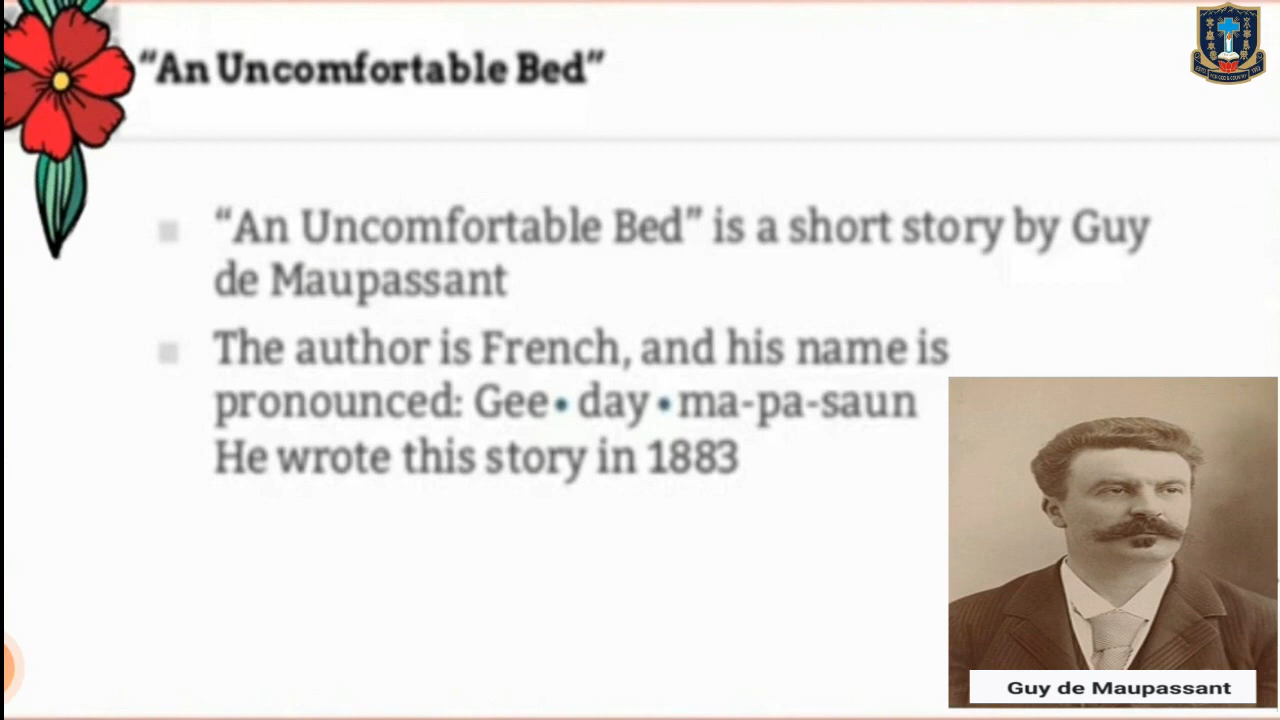 “An Uncomfortable Bed”
“An Uncomfortable Bed” is a short story by Guy
de Maupassant
The author is French, and his name is
pronounced: Gee• day •ma-pa-saun
He wrote this story in 1883
Guy de Maupassant